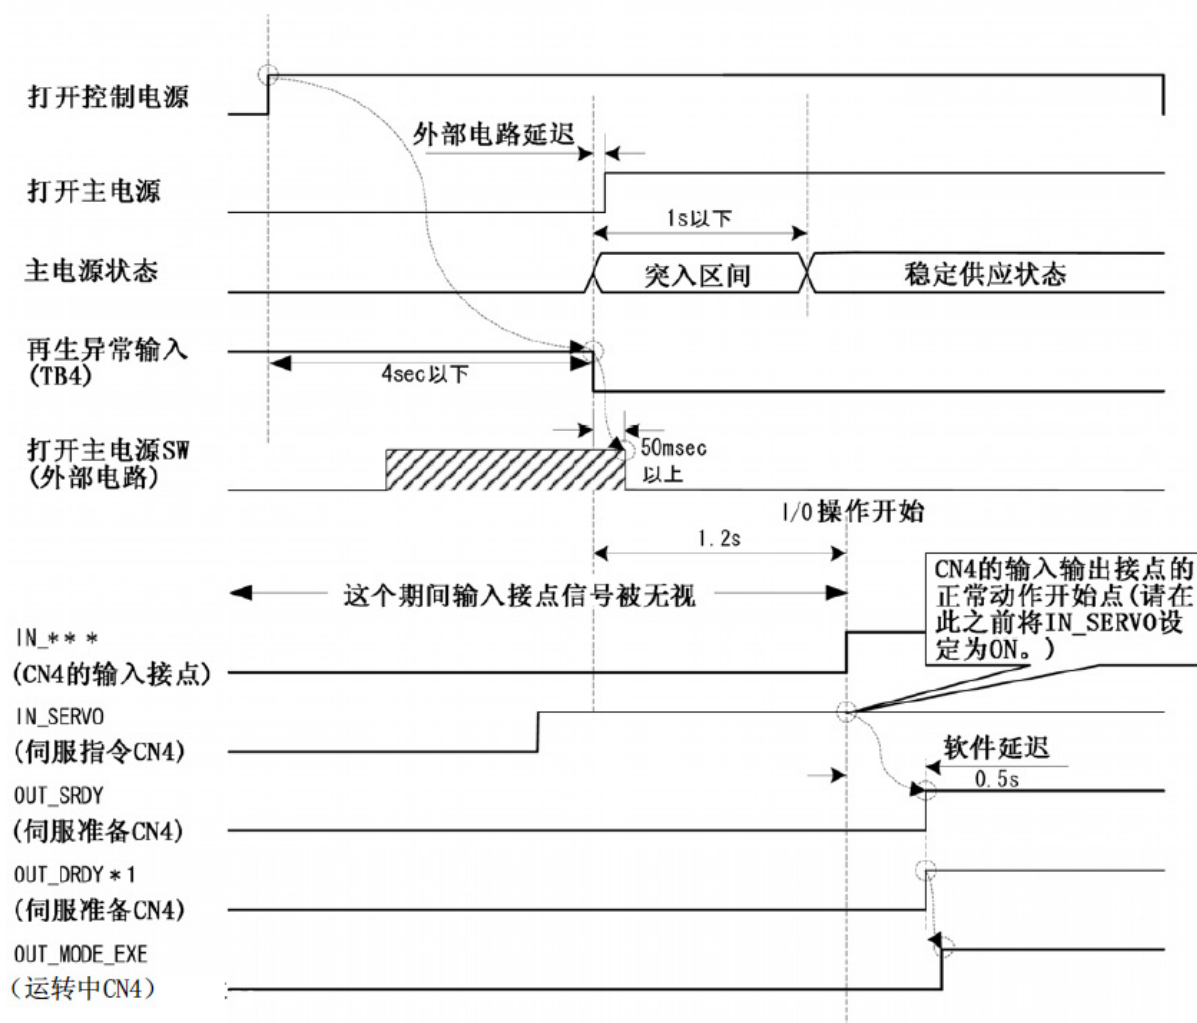 打开控制电源
外部电路延迟
打开主电源
1s以下
主电源状态
突入区间
稳定供应状态
再生异常输入
(TB4)
4sec以下
打开主电源SW
(外部电路)
50msec
以上
I/O操作开始
1.2s
CN4的输入输出接点的
正常动作开始点(请在
此之前将IN_SERVO设
定为ON。)
这个期间输入接点信号被无视
IN_***
(CN4的输入接点)
IN_SERVO
(伺服指令CN4)
软件延迟
0.5s
OUT_SRDY
(伺服准备CN4)
OUT_DRDY*1
(伺服准备CN4)
OUT_MODE_EXE
（运转中CN4）